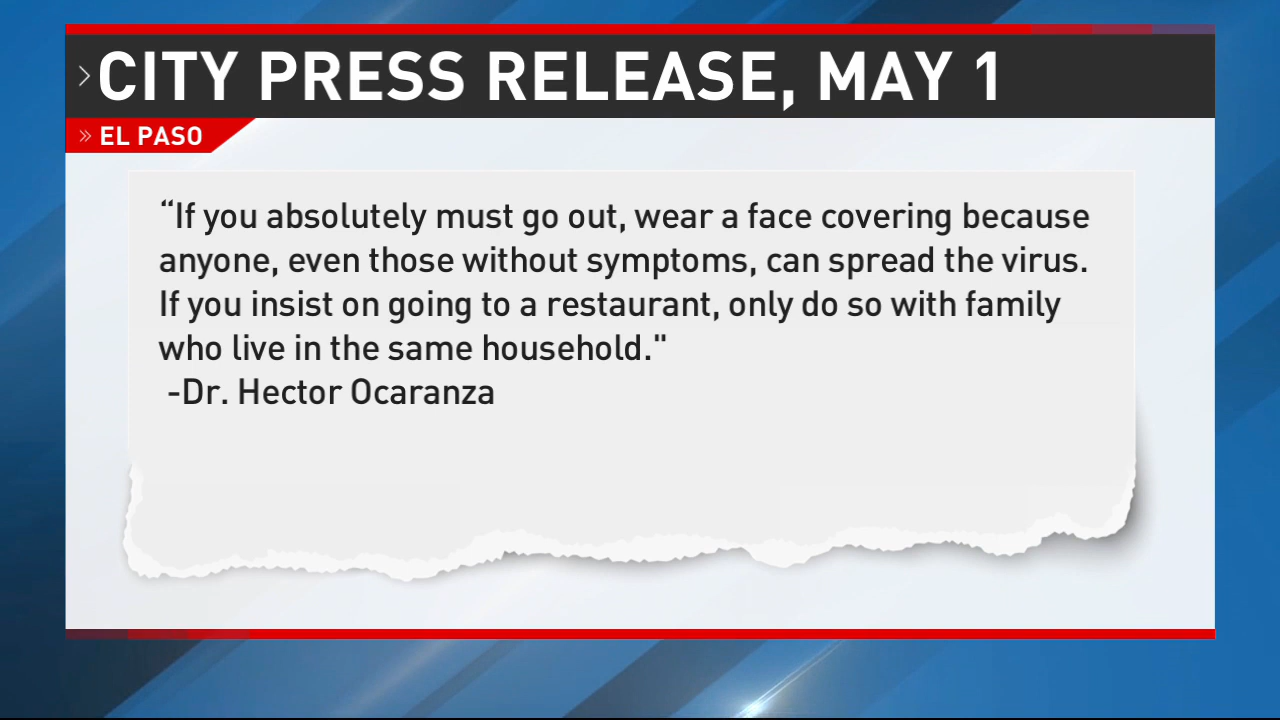 CITY PRESS RELEASE, MAY 1
EL PASO
“If you absolutely must go out, wear a face covering because
anyone, even those without symptoms, can spread the virus.
If you insist on going to a restaurant, only do so with family
who live in the same household."
-Dr. Hector Ocaranza